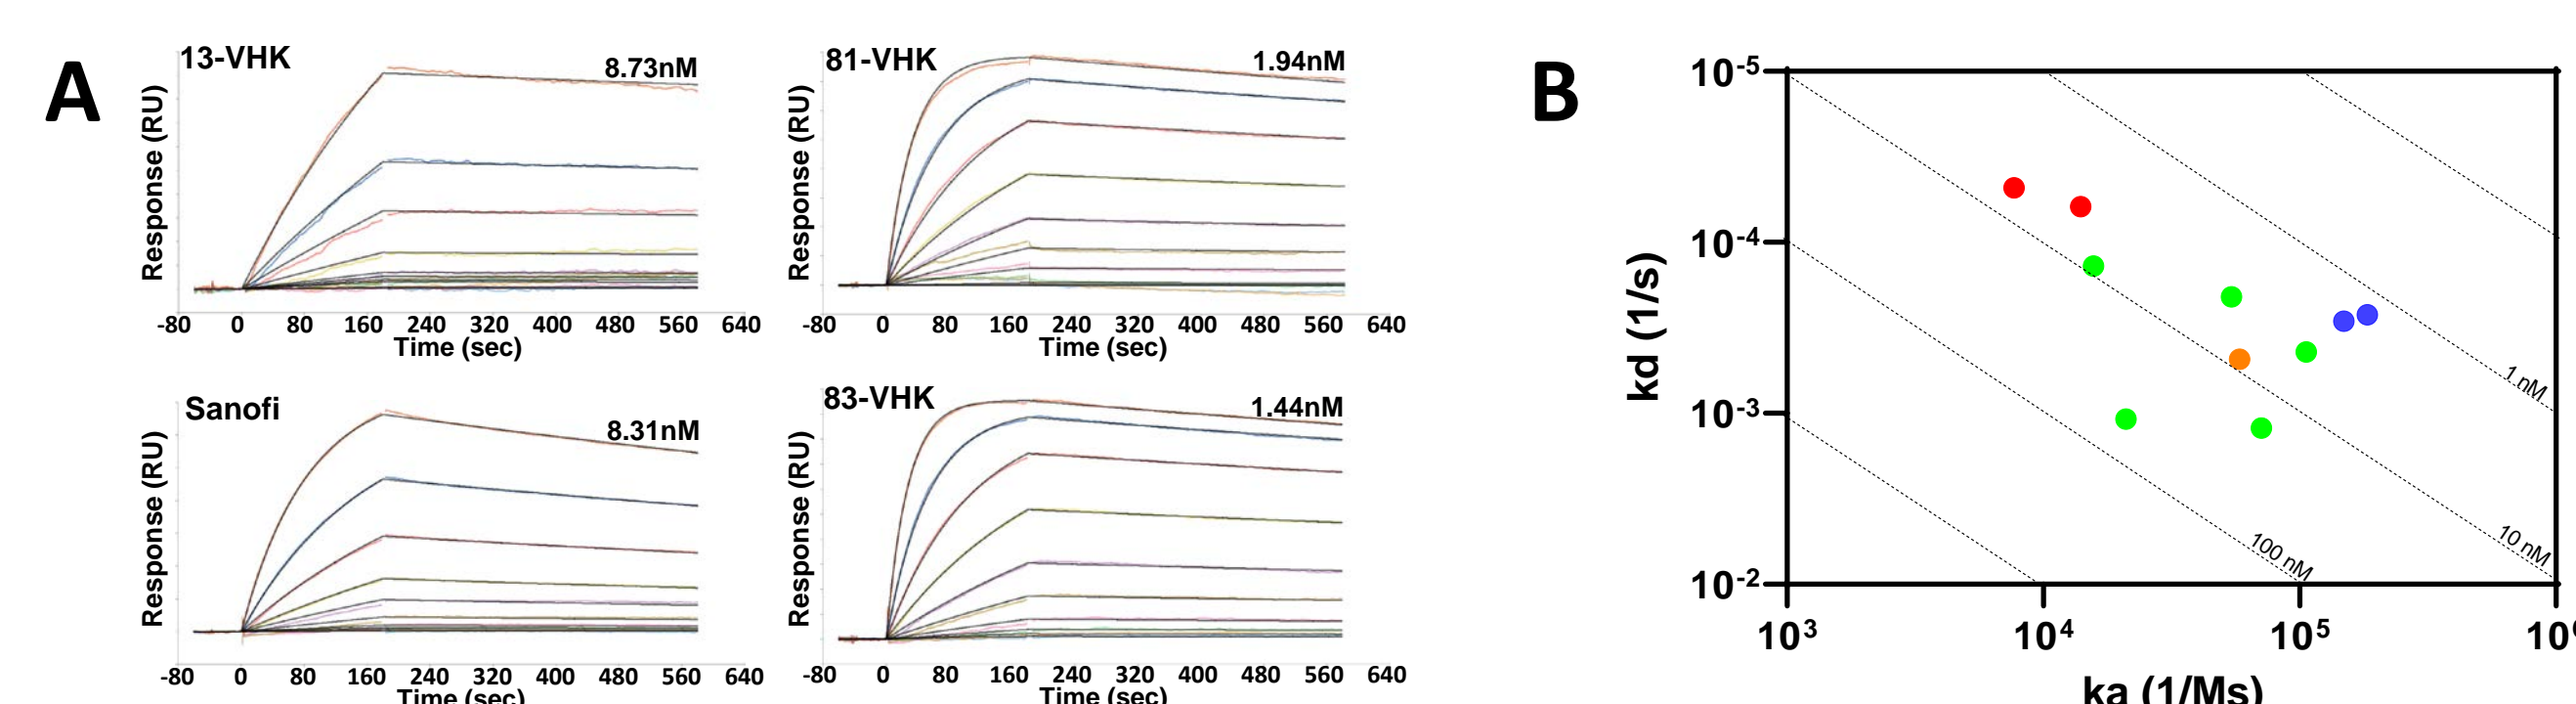 A
13-VHK
8.73nM
Response (RU)
-80 0 80 160 240 320 400 480 560 640
Time (sec)
81-VHK
1.94nM
Response (RU)
-80 0 80 160 240 320 400 480 560 640
Time (sec)
Sanofi
8.31nM
Response (RU)
-80 0 80 160 240 320 400 480 560 640
Time (sec)
83-VHK
1.44nM
Response (RU)
-80 0 80 160 240 320 400 480 560 640
Time (sec)
B
kd (1/s)
10⁻⁵
10⁻⁴
10⁻³
10⁻²
1 nM
10 nM
100 nM
10³ 10⁴ 10⁵
ka (1/Ms)